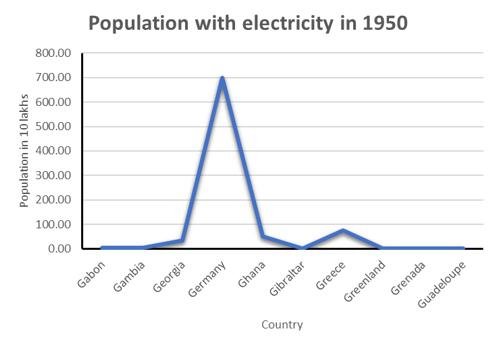 Population with electricity in 1950
800.00
700.00
600.00
500.00
400.00
300.00
200.00
100.00
0.00
Population in 10 lakhs
Gabon
Gambia
Georgia
Germany
Ghana
Gibraltar
Greece
Greenland
Grenada
Guadeloupe
Country